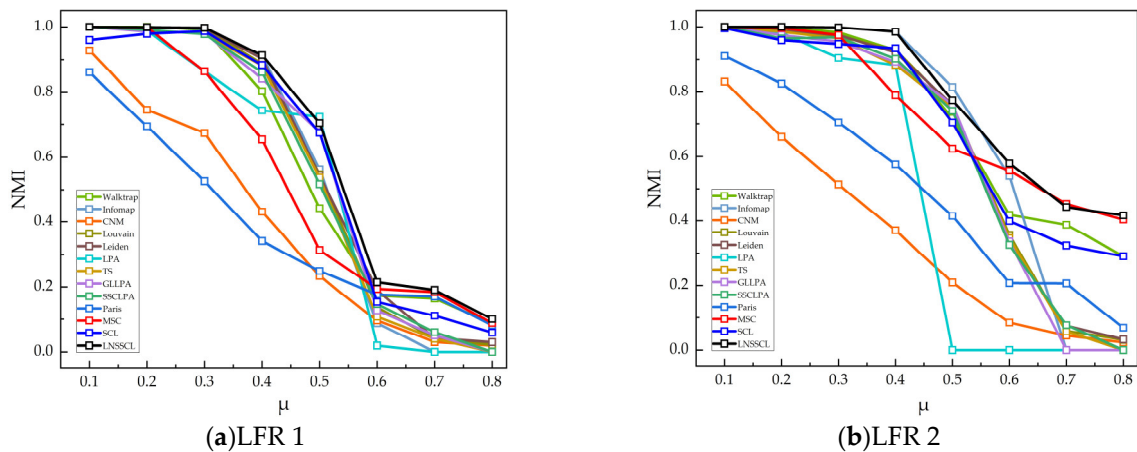 NMI
1.0
0.8
0.6
0.4
0.2
0.0
Walktrap
Infomap
CNM
Louvain
Leiden
LPA
TS
GLLPA
SSCLPA
Paris
MSC
SCL
LNSSCL
0.1 0.2 0.3 0.4 0.5 0.6 0.7 0.8
μ
(a)LFR 1
NMI
1.0
0.8
0.6
0.4
0.2
0.0
Walktrap
Infomap
CNM
Louvain
Leiden
LPA
TS
GLLPA
SSCLPA
Paris
MSC
SCL
LNSSCL
0.1 0.2 0.3 0.4 0.5 0.6 0.7 0.8
μ
(b)LFR 2